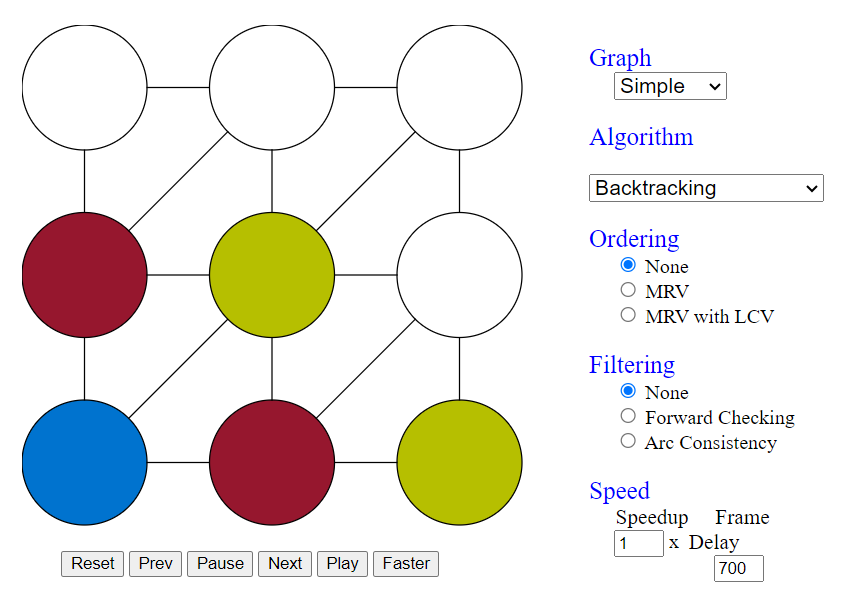 Graph
Simple
Algorithm
Backtracking
Ordering
None
MRV
MRV with LCV
Filtering
None
Forward Checking
Arc Consistency
Speed
Speedup Frame
1 x Delay
700
Reset Prev Pause Next Play Faster